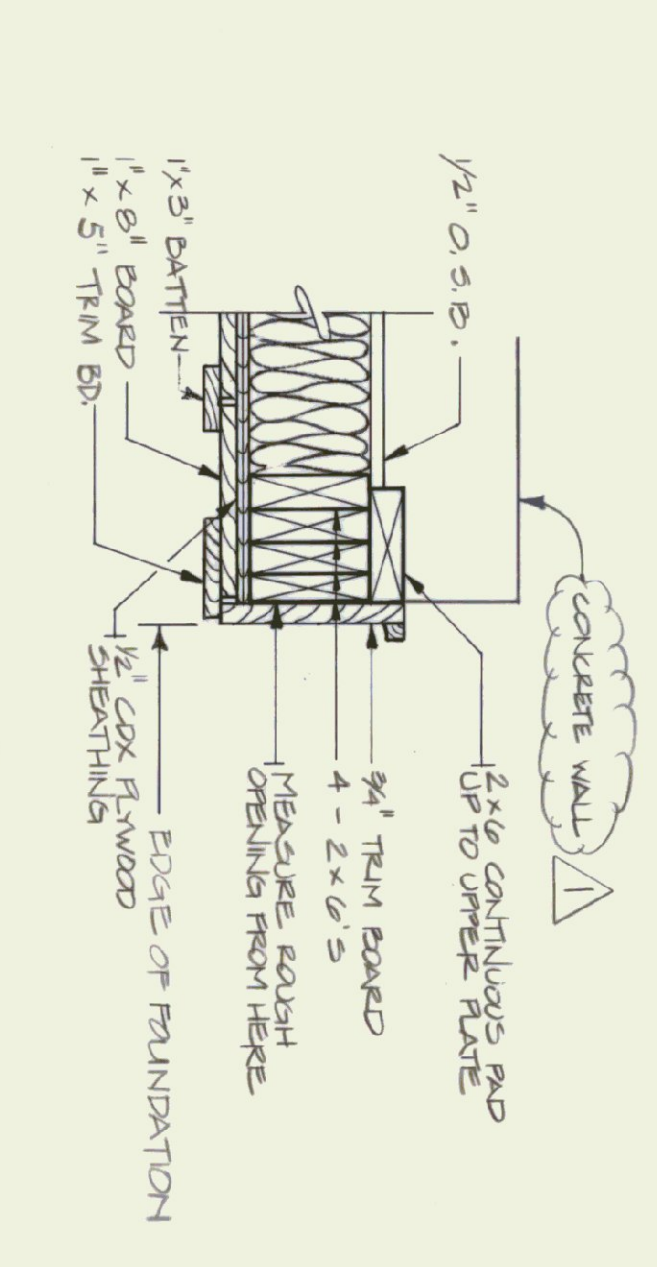 1/2" O.S.B.
1"x3" BATTEN
1" x 8" BOARD
1" x 5" TRIM BD.
CONCRETE WALL
1
2x6 CONTINUOUS PAD
UP TO UPPER PLATE
3/4" TRIM BOARD
4 - 2x6'S
MEASURE ROUGH
OPENING FROM HERE
EDGE OF FOUNDATION
1/2" CDX PLYWOOD
SHEATHING